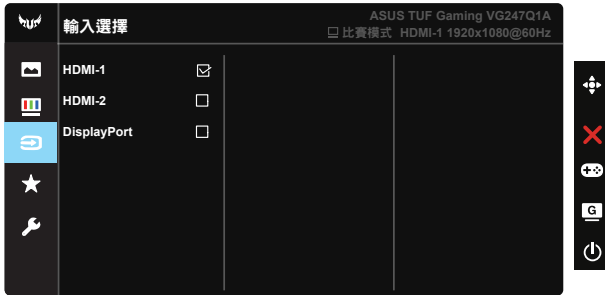 輸入選擇
ASUS TUF Gaming VG247Q1A
比賽模式 HDMI-1 1920x1080@60Hz
HDMI-1
HDMI-2
DisplayPort
G